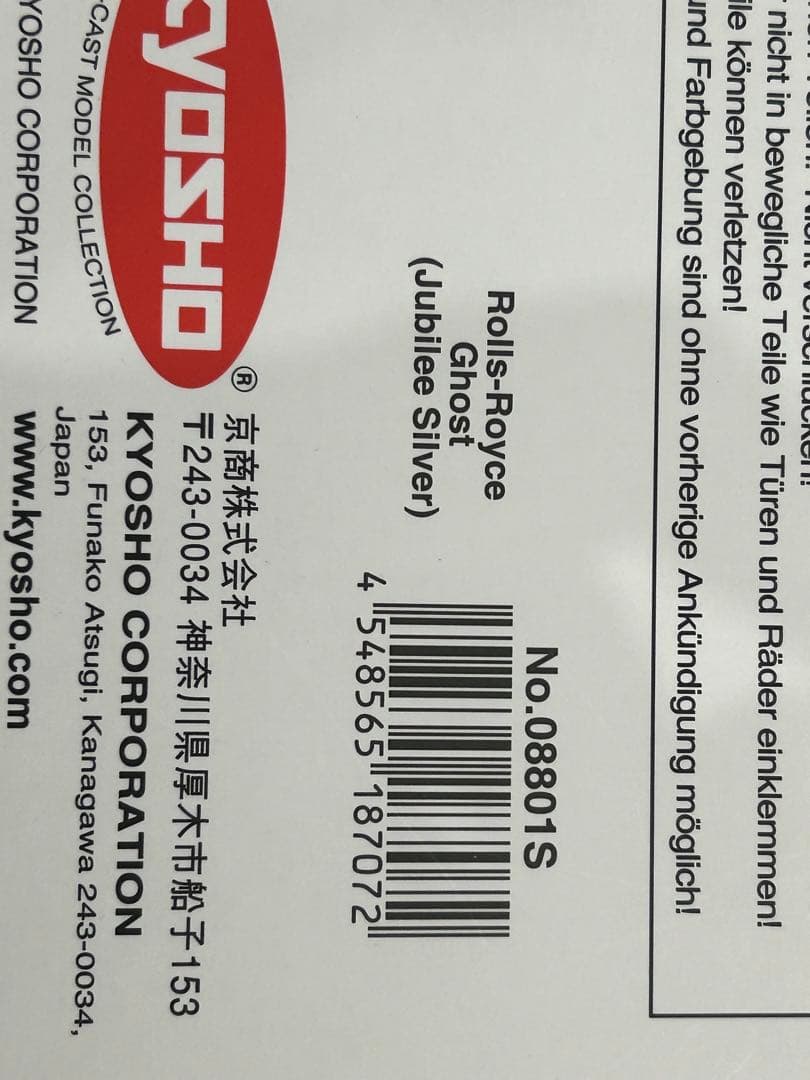 nicht in bewegliche Teile wie Türen und Räder einklemmen!
können verletzen!
und Farbgebung sind ohne vorherige Ankündigung möglich!
No.08801S
Rolls-Royce
Ghost
(Jubilee Silver)
4 548565 187072
KYOSHO ®
-CAST MODEL COLLECTION
KYOSHO CORPORATION
京商株式会社
〒243-0034 神奈川県厚木市船子153
KYOSHO CORPORATION
153, Funako Atsugi, Kanagawa 243-0034,
Japan
www.kyosho.com